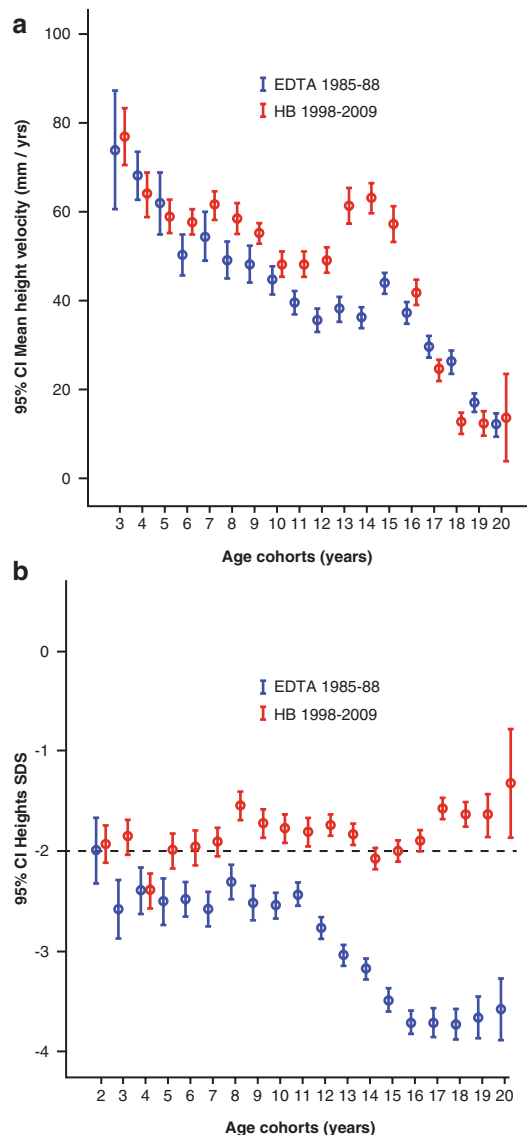 a
95% CI Mean height velocity (mm / yrs)
100
80
60
40
20
0
EDTA 1985-88
HB 1998-2009
3 4 5 6 7 8 9 10 11 12 13 14 15 16 17 18 19 20
Age cohorts (years)
b
95% CI Heights SDS
0
-1
-2
-3
-4
EDTA 1985-88
HB 1998-2009
2 3 4 5 6 7 8 9 10 11 12 13 14 15 16 17 18 19 20
Age cohorts (years)